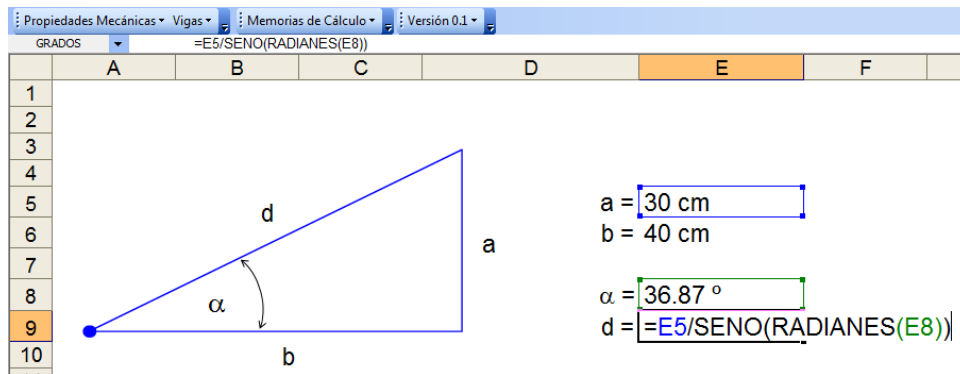 Propiedades Mecánicas Vigas Memorias de Cálculo Versión 0.1
GRADOS =E5/SENO(RADIANES(E8))
A B C D E F
1
2
3
4
5 a = 30 cm
d
6 b = 40 cm
a
7
8 α α = 36.87 º
9 d = =E5/SENO(RADIANES(E8))
10 b